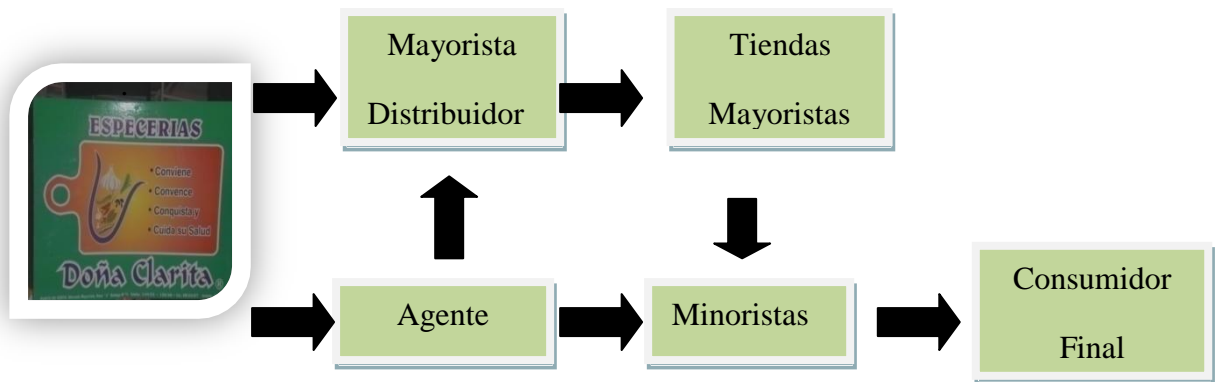 Mayorista
Distribuidor
Tiendas
Mayoristas
ESPECERIAS
• Conviene
• Convence
• Conquista y
• Cuida su Salud
Doña Clarita®
Agente
Minoristas
Consumidor
Final